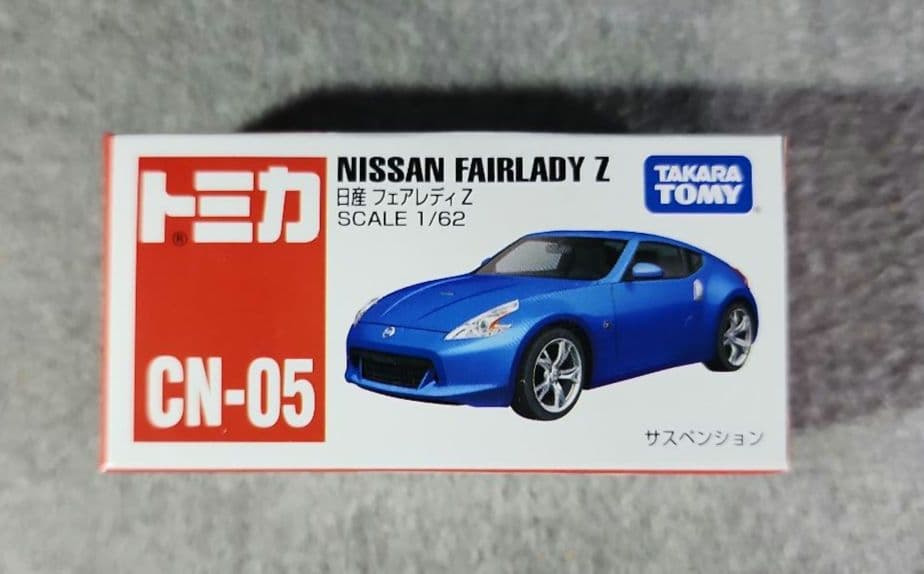 トミカ
®
CN-05
NISSAN FAIRLADY Z
日産 フェアレディ Z
SCALE 1/62
TAKARA
TOMY
サスペンション